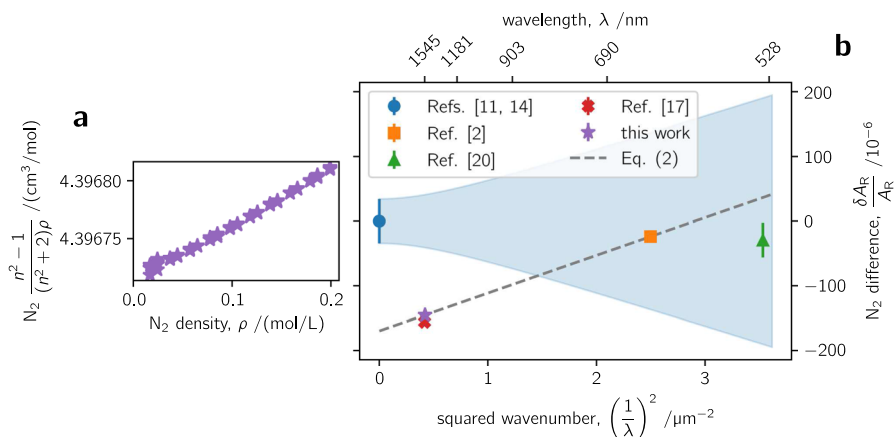 a
N₂ (n² − 1)/((n² + 2)ρ) /(cm³/mol)
4.39680
4.39675
0.0 0.1 0.2
N₂ density, ρ /(mol/L)
b
wavelength, λ /nm
1545 1181 903 690 528
Refs. [11, 14]
Ref. [2]
Ref. [20]
Ref. [17]
this work
Eq. (2)
200
100
0
−100
−200
N₂ difference, δA_R/A_R /10⁻⁶
0 1 2 3
squared wavenumber, (1/λ)² /μm⁻²